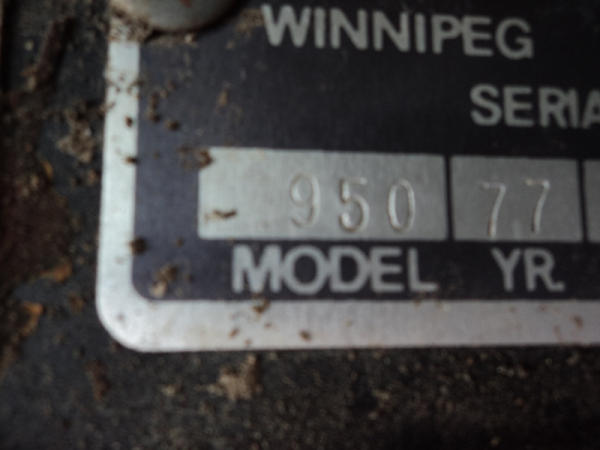 WINNIPEG
SERIA
950 77
MODEL YR.